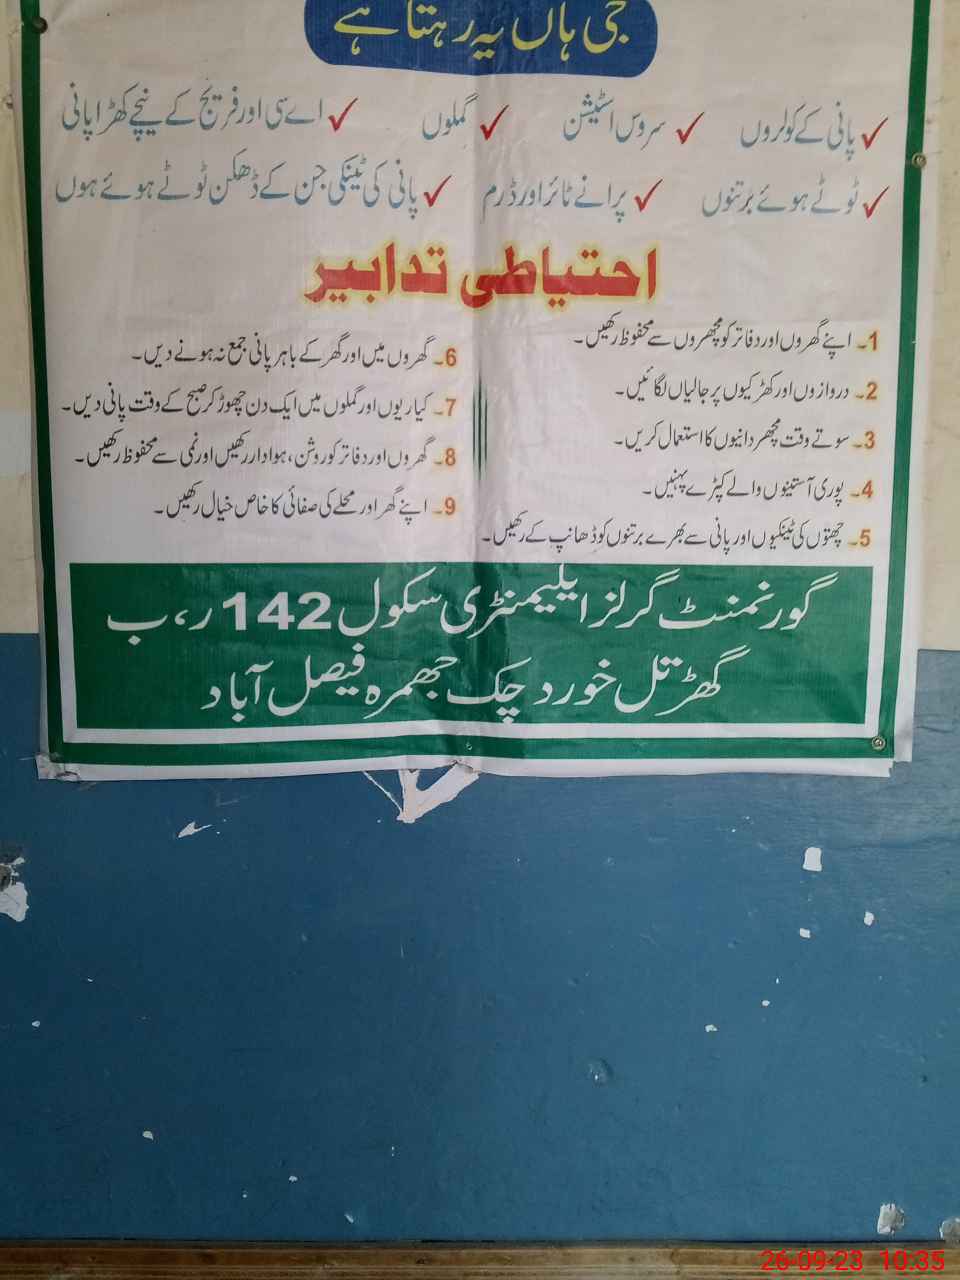 جی ہاں یہ رہتا ہے
✓ پانی کے کولروں ✓ سروس اسٹیشن ✓ گملوں ✓ اے سی اور فریج کے نیچے کھڑا پانی
✓ ٹوٹے ہوئے برتنوں ✓ پرانے ٹائر اور ڈرم ✓ پانی کی ٹینکی جن کے ڈھکن ٹوٹے ہوئے ہوں
احتیاطی تدابیر
1۔ اپنے گھروں اور دفاتر کو مچھروں سے محفوظ رکھیں۔
2۔ دروازوں اور کھڑکیوں پر جالیاں لگائیں۔
3۔ سوتے وقت مچھر دانیوں کا استعمال کریں۔
4۔ پوری آستینوں والے کپڑے پہنیں۔
5۔ چھتوں کی ٹینکیوں اور پانی سے بھرے برتنوں کو ڈھانپ کے رکھیں۔
6۔ گھروں میں اور گھر کے باہر پانی جمع نہ ہونے دیں۔
7۔ کیاریوں اور گملوں میں ایک دن چھوڑ کر صبح کے وقت پانی دیں۔
8۔ گھروں اور دفاتر کو روشن، ہوادار رکھیں اور نمی سے محفوظ رکھیں۔
9۔ اپنے گھر اور محلے کی صفائی کا خاص خیال رکھیں۔
گورنمنٹ گرلز ایلیمنٹری سکول 142 ر، ب
گھڑتل خورد چک جھمرہ فیصل آباد
26-09-23 10:35